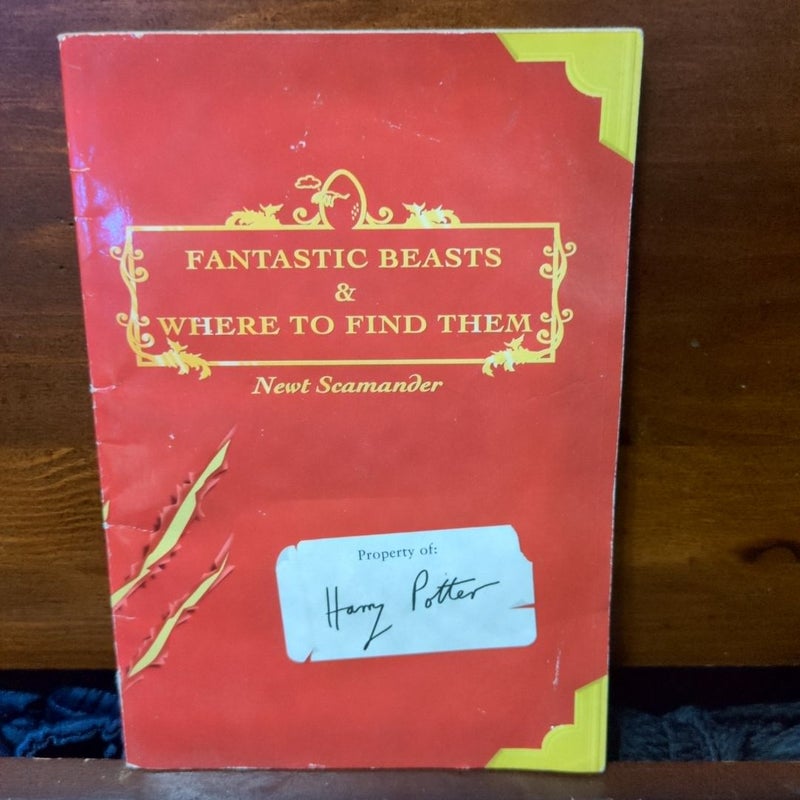 FANTASTIC BEASTS
&
WHERE TO FIND THEM
Newt Scamander
Property of:
Harry Potter